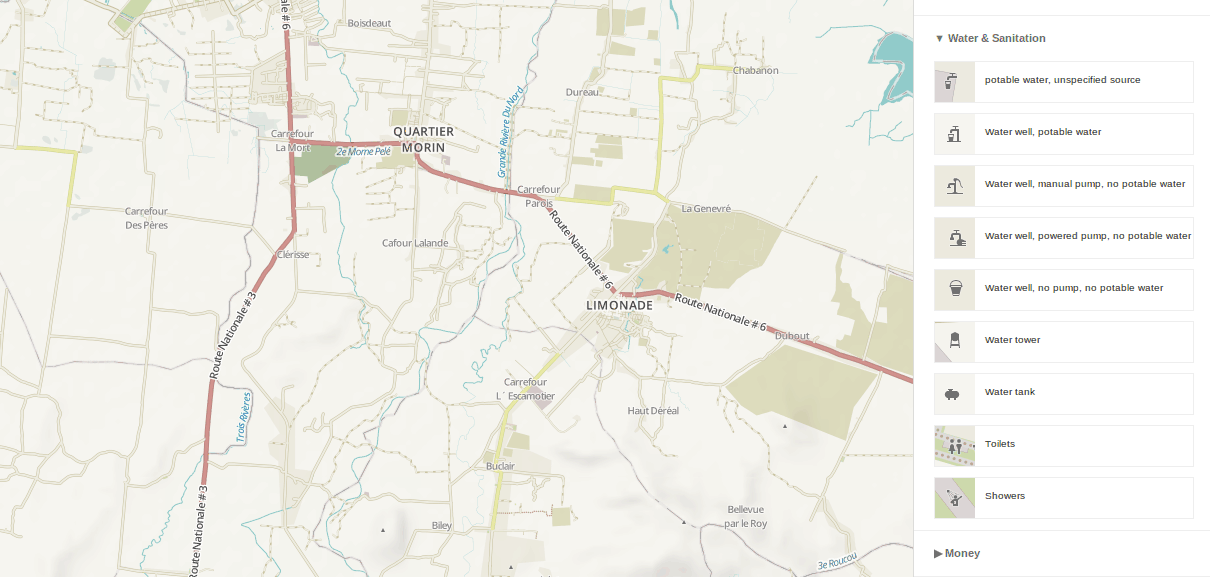 ale # 6
Boisdeaut
Chabanon
Dureau
Grande Rivière Du Nord
Carrefour
La Mort
QUARTIER
MORIN
2e Morne Pelé
Carrefour
Parois
La Genevré
Carrefour
Des Pères
Cafour Lalande
Clérisse
Route Nationale # 6
Route Nationale # 3
LIMONADE
Route Nationale # 6
Dubout
Carrefour
L ' Escamotier
Haut Déréal
Trois Rivières
Buclair
Route Nationale # 3
Biley
Bellevue
par le Roy
3e Roucou
▼ Water & Sanitation
potable water, unspecified source
Water well, potable water
Water well, manual pump, no potable water
Water well, powered pump, no potable water
Water well, no pump, no potable water
Water tower
Water tank
Toilets
Showers
▶ Money